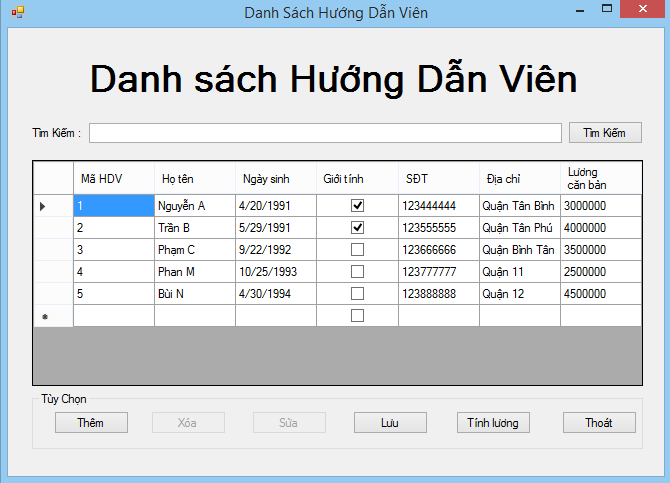 Danh Sách Hướng Dẫn Viên
Danh sách Hướng Dẫn Viên
Tìm Kiếm :
Tìm Kiếm
Mã HDV Họ tên Ngày sinh Giới tính SĐT Địa chỉ Lương căn bản
1 Nguyễn A 4/20/1991 123444444 Quận Tân Bình 3000000
2 Trần B 5/29/1991 123555555 Quận Tân Phú 4000000
3 Phạm C 9/22/1992 123666666 Quận Bình Tân 3500000
4 Phan M 10/25/1993 123777777 Quận 11 2500000
5 Bùi N 4/30/1994 123888888 Quận 12 4500000
Tùy Chọn
Thêm Xóa Sữa Lưu Tính lương Thoát